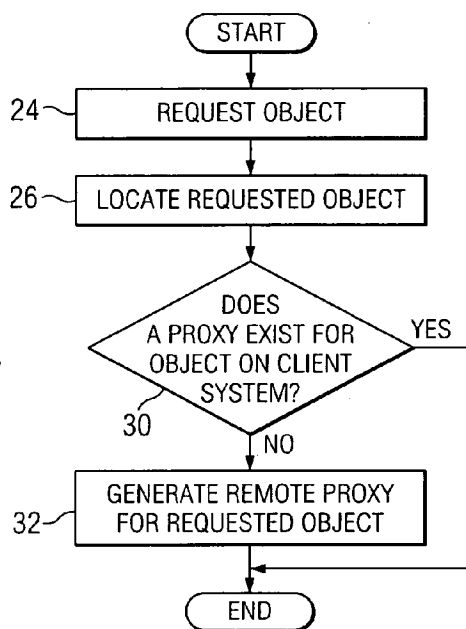 START
24
REQUEST OBJECT
26
LOCATE REQUESTED OBJECT
DOES
A PROXY EXIST FOR
OBJECT ON CLIENT
SYSTEM?
YES
30
NO
32
GENERATE REMOTE PROXY
FOR REQUESTED OBJECT
END